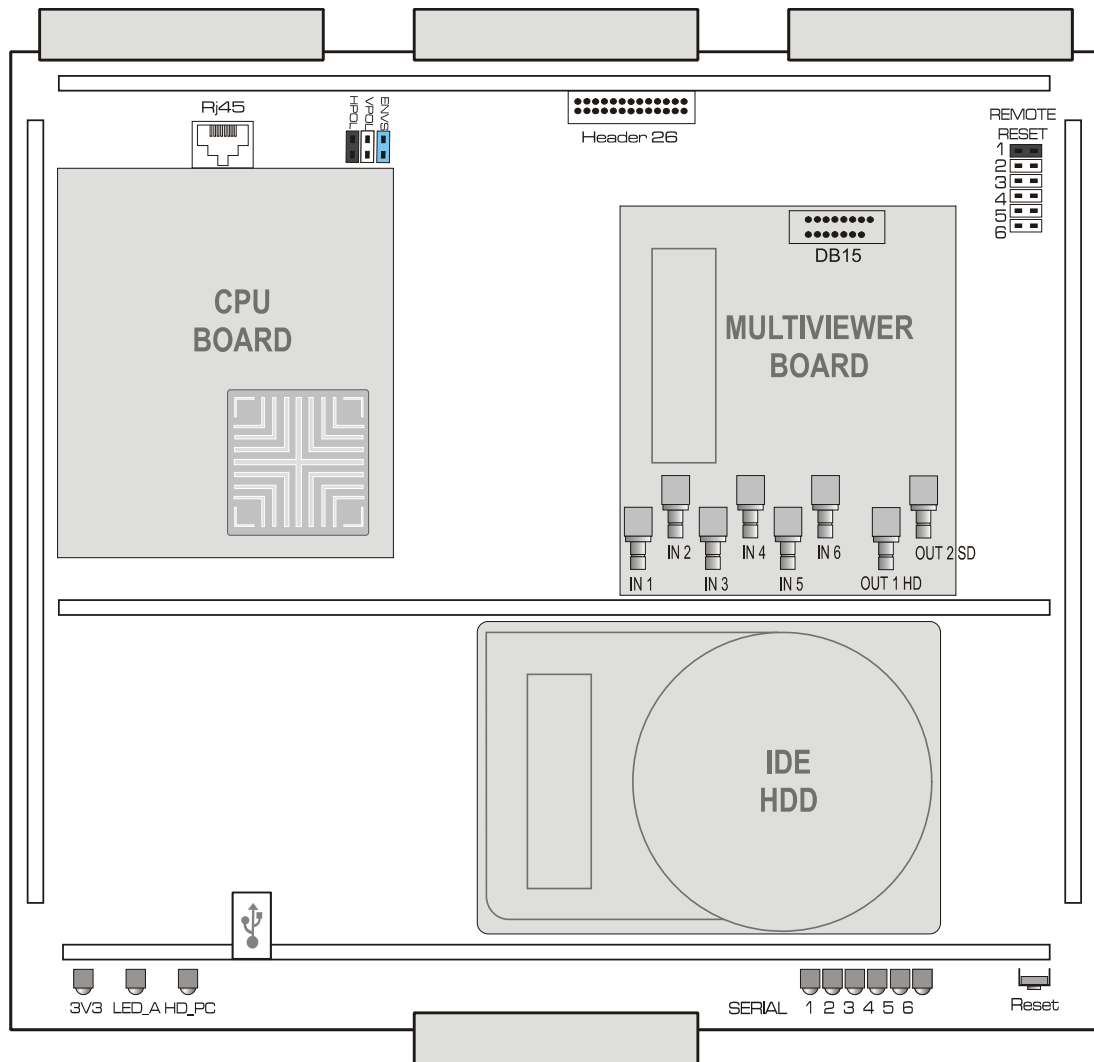 Rj45
HPOL
VPOL
ENVS
Header 26
REMOTE
RESET
1
2
3
4
5
6
DB15
CPU
BOARD
MULTIVIEWER
BOARD
IN 1
IN 2
IN 3
IN 4
IN 5
IN 6
OUT 1 HD
OUT 2 SD
IDE
HDD
3V3 LED_A HD_PC
SERIAL 1 2 3 4 5 6
Reset